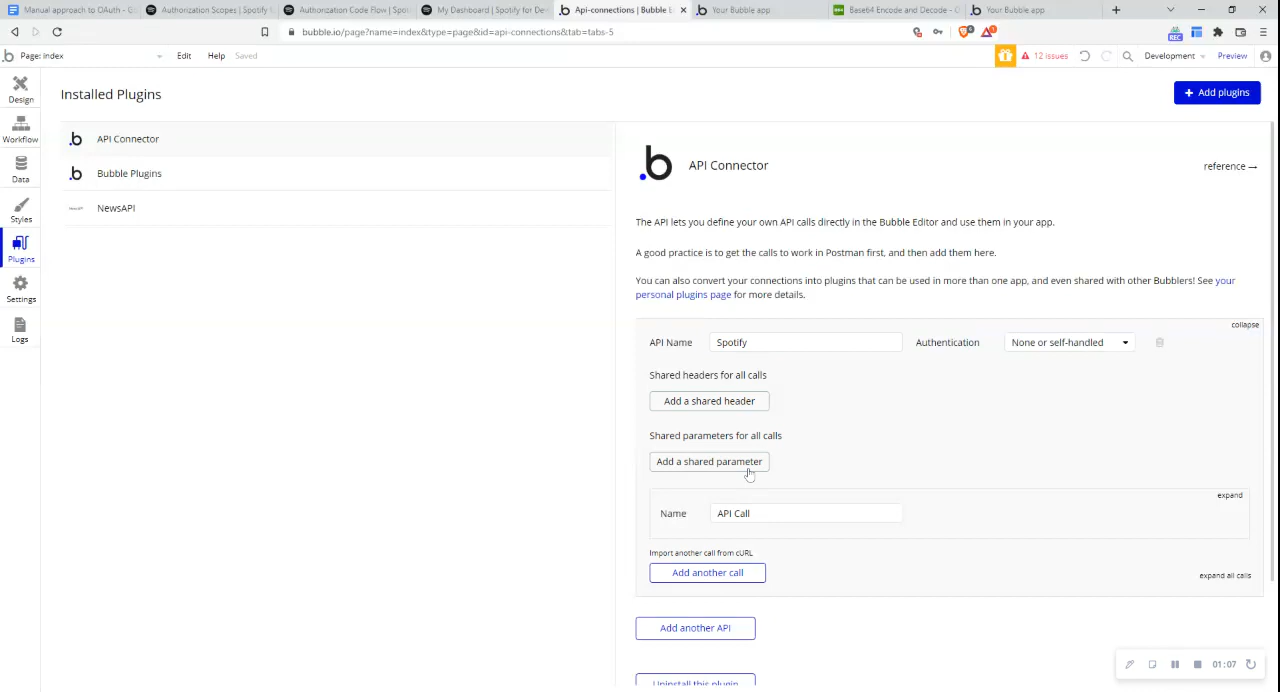 Manual approach to OAuth - Go
Authorization Scopes | Spotify
Authorization Code Flow | Spot
My Dashboard | Spotify for De
Api-connections | Bubble E
Your Bubble app
Base64 Encode and Decode - O
Your Bubble app
bubble.io/page?name=index&type=page&id=api-connections&tab=tabs-5
REC
Page: index
Edit
Help
Saved
12 issues
Development
Preview
Design
Workflow
Data
Styles
Plugins
Settings
Logs
Installed Plugins
+ Add plugins
API Connector
Bubble Plugins
NewsAPI
API Connector
reference →
The API lets you define your own API calls directly in the Bubble Editor and use them in your app.
A good practice is to get the calls to work in Postman first, and then add them here.
You can also convert your connections into plugins that can be used in more than one app, and even shared with other Bubblers! See your
personal plugins page for more details.
collapse
API Name
Spotify
Authentication
None or self-handled
Shared headers for all calls
Add a shared header
Shared parameters for all calls
Add a shared parameter
expand
Name
API Call
Import another call from cURL
Add another call
expand all calls
Add another API
Uninstall this plugin
01:07